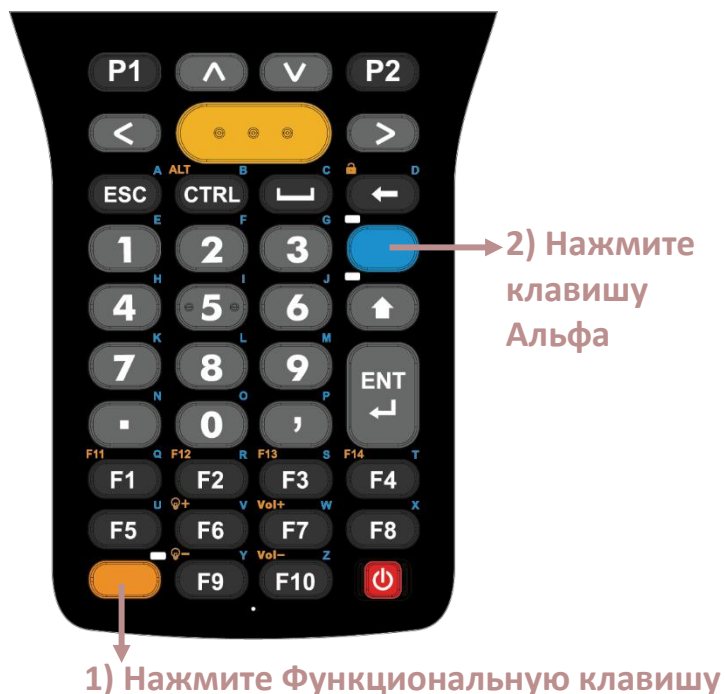 P1 ∧ ∨ P2
< >
A ALT B C D
ESC CTRL
E F G
1 2 3
2) Нажмите
клавишу
Альфа
H I J
4 5 6
K L M
7 8 9 ENT
N O P
. 0 ,
F11 Q F12 R F13 S F14 T
F1 F2 F3 F4
U + V Vol+ W X
F5 F6 F7 F8
− Y Vol− Z
F9 F10
1) Нажмите Функциональную клавишу